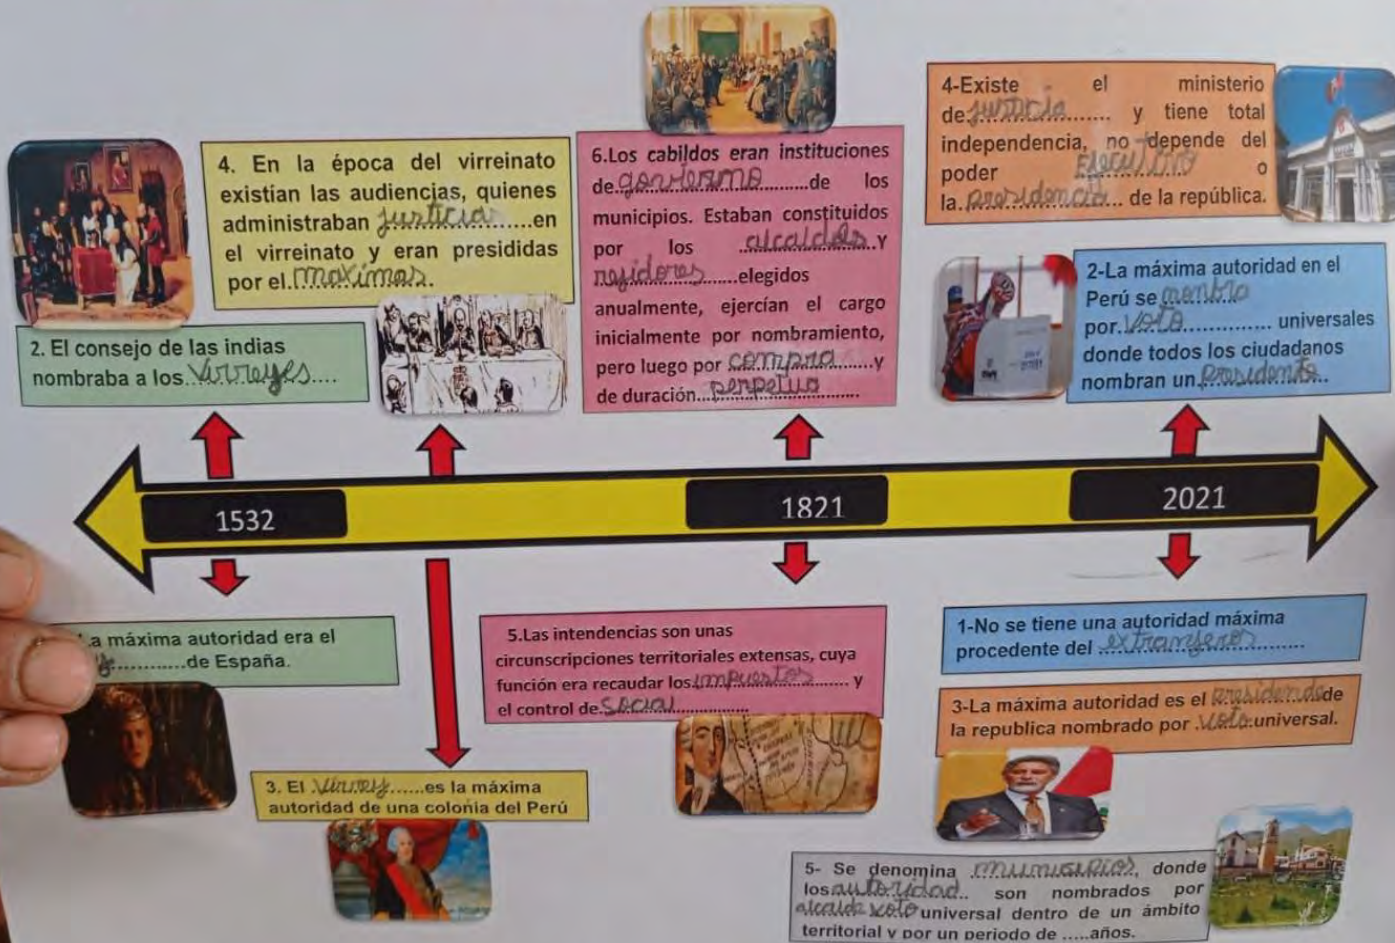 4. En la época del virreinato
existían las audiencias, quienes
administraban justicia..........en
el virreinato y eran presididas
por el.maximas.
2. El consejo de las indias
nombraba a los..Virreyes....
6.Los cabildos eran instituciones
de.goviermo..........de los
municipios. Estaban constituidos
por los .alcaldes.Y
residores.......elegidos
anualmente, ejercían el cargo
inicialmente por nombramiento,
pero luego por compra.......y
de duración...perpetuo..........
4-Existe el ministerio
de.justicia......... y tiene total
independencia, no depende del
poder Ejecutivo o
la.presidencia... de la república.
2-La máxima autoridad en el
Perú se nombra
por.voto............... universales
donde todos los ciudadanos
nombran un.presidente...
1532
1821
2021
La máxima autoridad era el
............de España.
3. El .Virrey......es la máxima
autoridad de una colonia del Perú
5.Las intendencias son unas
circunscripciones territoriales extensas, cuya
función era recaudar los.impuestos....... y
el control de.Social............
1-No se tiene una autoridad máxima
procedente del .extranjeros..........
3-La máxima autoridad es el presidende de
la republica nombrado por .voto.universal.
5- Se denomina .municipios, donde
los autoridad.. son nombrados por
alcalde voto universal dentro de un ámbito
territorial y por un periodo de .....años.